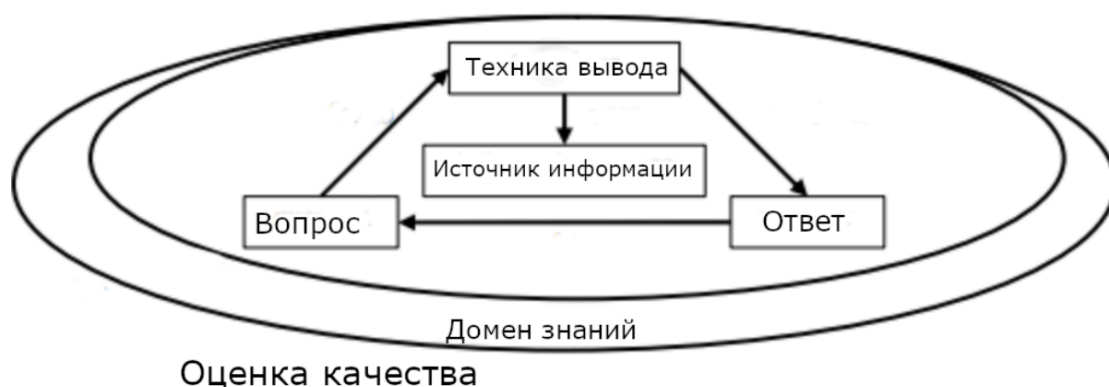 Техника вывода
Источник информации
Вопрос
Ответ
Домен знаний
Оценка качества